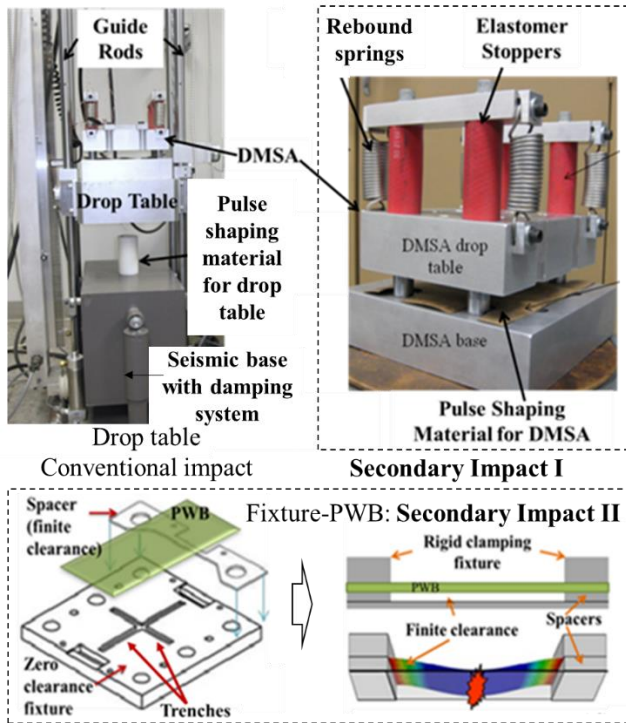 Guide
Rods
DMSA
Drop Table
Pulse
shaping
material
for drop
table
Seismic base
with damping
system
Drop table
Conventional impact
Rebound
springs
Elastomer
Stoppers
DMSA drop
table
DMSA base
Pulse Shaping
Material for DMSA
Secondary Impact I
Fixture-PWB: Secondary Impact II
Spacer
(finite
clearance)
PWB
Zero
clearance
fixture
Trenches
Rigid clamping
fixture
PWB
Finite clearance
Spacers